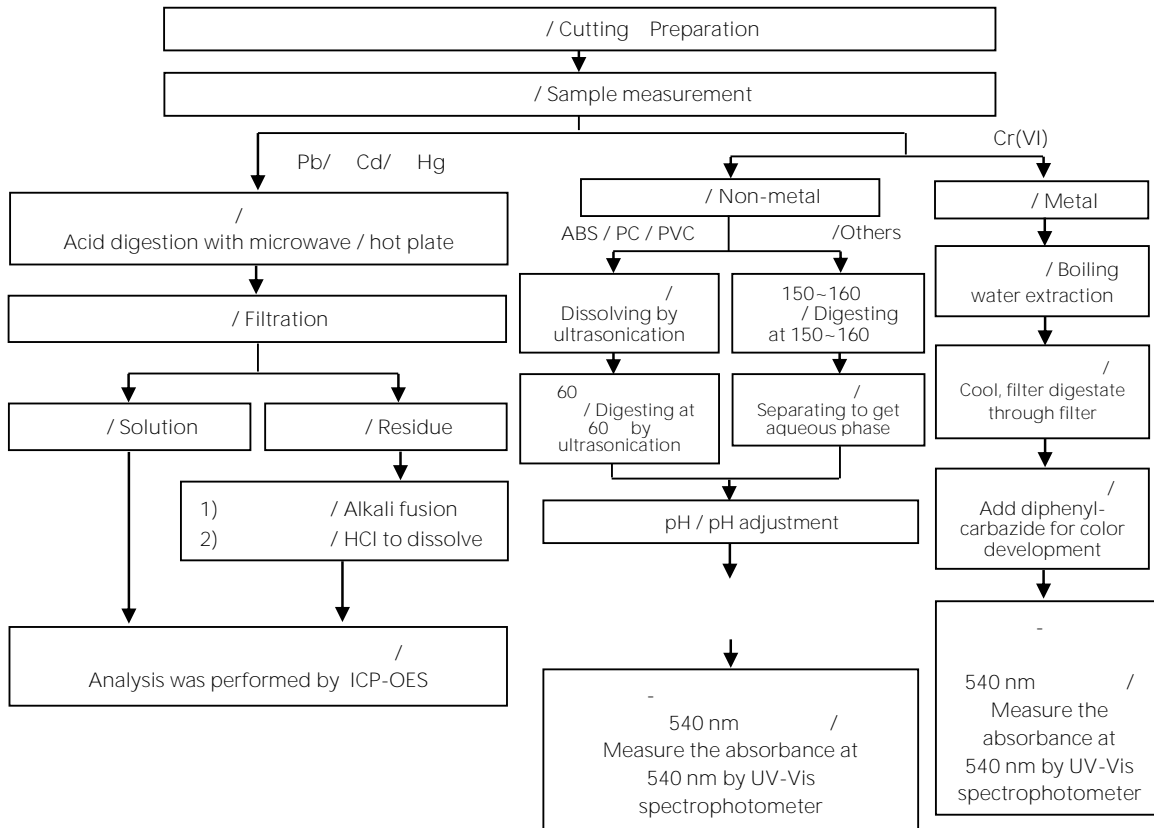 / Cutting Preparation
/ Sample measurement
Pb/ Cd/ Hg
Cr(VI)
/
Acid digestion with microwave / hot plate
/ Filtration
/ Solution
/ Residue
1) / Alkali fusion
2) / HCl to dissolve
/
Analysis was performed by ICP-OES
/ Non-metal
ABS / PC / PVC
/Others
/
Dissolving by
ultrasonication
150~160
/ Digesting
at 150~160
60
/ Digesting at
60 by
ultrasonication
/
Separating to get
aqueous phase
pH / pH adjustment
-
540 nm /
Measure the absorbance at
540 nm by UV-Vis
spectrophotometer
/ Metal
/ Boiling
water extraction
/
Cool, filter digestate
through filter
/
Add diphenyl-
carbazide for color
development
-
540 nm /
Measure the
absorbance at
540 nm by UV-Vis
spectrophotometer